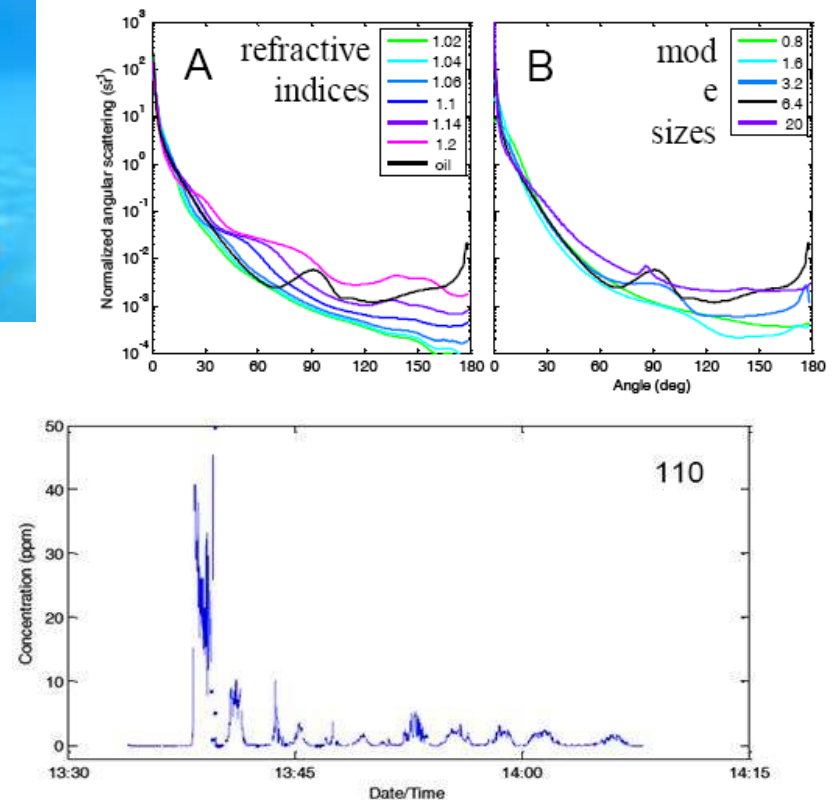 A
refractive
indices
1.02
1.04
1.06
1.1
1.14
1.2
oil
Normalized angular scattering (sr¹)
10³
10²
10¹
10⁰
10⁻¹
10⁻²
10⁻³
10⁻⁴
0 30 60 90 120 150 180
B
mod
e
sizes
0.8
1.6
3.2
6.4
20
0 30 60 90 120 150 180
Angle (deg)
110
Concentration (ppm)
50
40
30
20
10
0
13:30 13:45 14:00 14:15
Date/Time